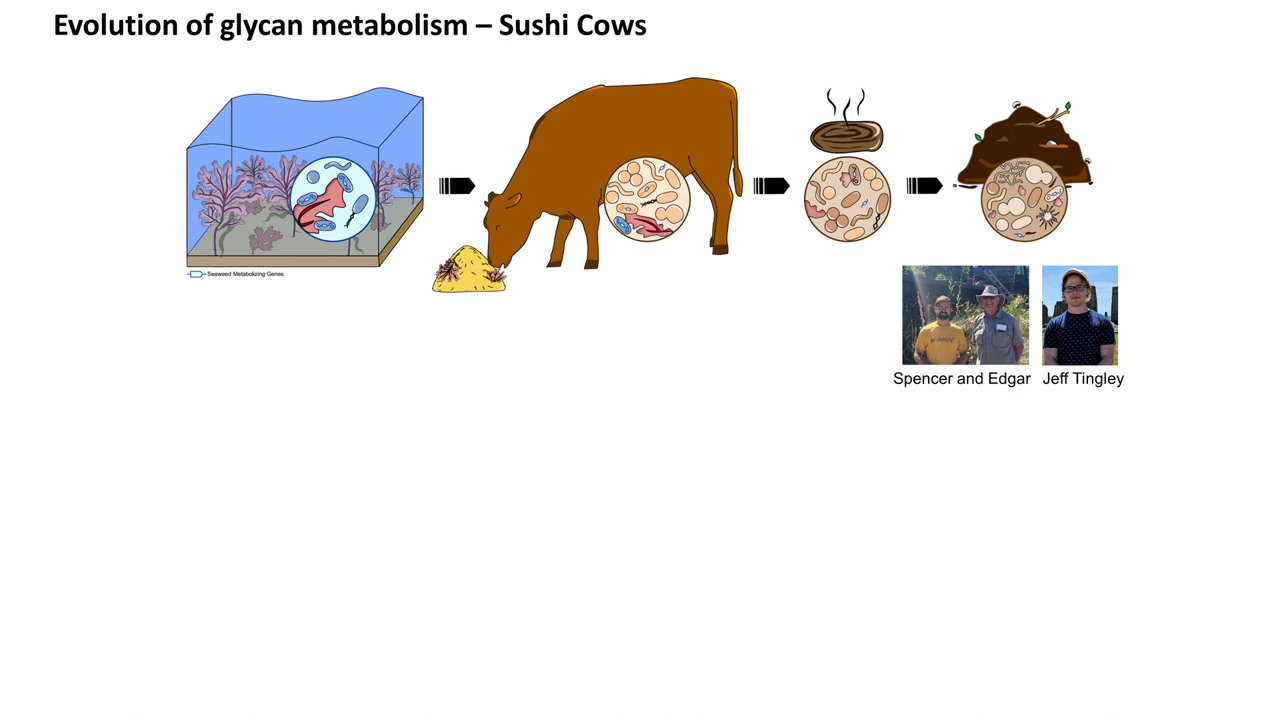 Evolution of glycan metabolism – Sushi Cows
Seaweed Metabolizing Genes
Spencer and Edgar
Jeff Tingley